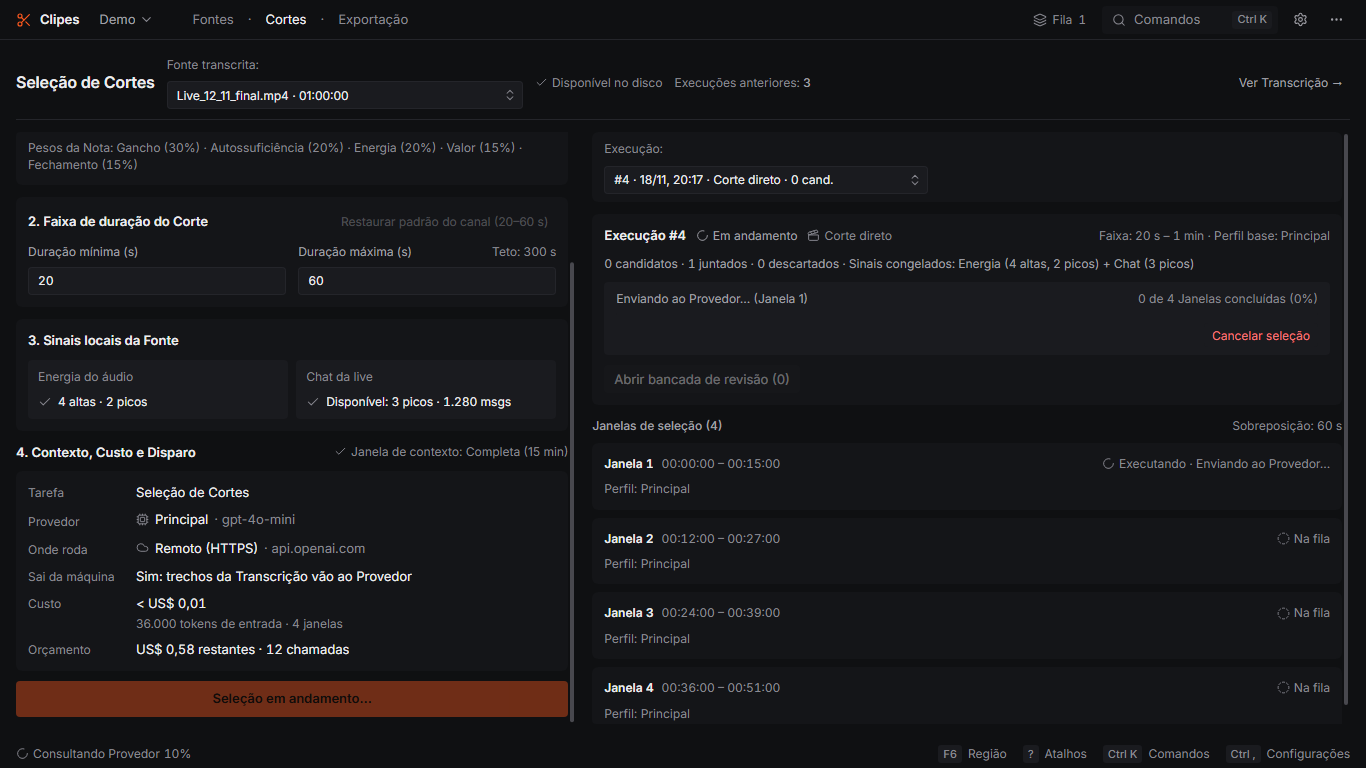 Clipes Demo Fontes · Cortes · Exportação Fila 1 Comandos Ctrl K
Seleção de Cortes
Fonte transcrita:
Live_12_11_final.mp4 · 01:00:00
Disponível no disco Execuções anteriores: 3
Ver Transcrição →
Pesos da Nota: Gancho (30%) · Autossuficiência (20%) · Energia (20%) · Valor (15%) ·
Fechamento (15%)
2. Faixa de duração do Corte Restaurar padrão do canal (20–60 s)
Duração mínima (s) Duração máxima (s) Teto: 300 s
20 60
3. Sinais locais da Fonte
Energia do áudio Chat da live
4 altas · 2 picos Disponível: 3 picos · 1.280 msgs
4. Contexto, Custo e Disparo Janela de contexto: Completa (15 min)
Tarefa Seleção de Cortes
Provedor Principal · gpt-4o-mini
Onde roda Remoto (HTTPS) · api.openai.com
Sai da máquina Sim: trechos da Transcrição vão ao Provedor
Custo < US$ 0,01
36.000 tokens de entrada · 4 janelas
Orçamento US$ 0,58 restantes · 12 chamadas
Seleção em andamento...
Execução:
#4 · 18/11, 20:17 · Corte direto · 0 cand.
Execução #4 Em andamento Corte direto Faixa: 20 s – 1 min · Perfil base: Principal
0 candidatos · 1 juntados · 0 descartados · Sinais congelados: Energia (4 altas, 2 picos) + Chat (3 picos)
Enviando ao Provedor... (Janela 1) 0 de 4 Janelas concluídas (0%)
Cancelar seleção
Abrir bancada de revisão (0)
Janelas de seleção (4) Sobreposição: 60 s
Janela 1 00:00:00 – 00:15:00 Executando · Enviando ao Provedor...
Perfil: Principal
Janela 2 00:12:00 – 00:27:00 Na fila
Perfil: Principal
Janela 3 00:24:00 – 00:39:00 Na fila
Perfil: Principal
Janela 4 00:36:00 – 00:51:00 Na fila
Perfil: Principal
Consultando Provedor 10% F6 Região ? Atalhos Ctrl K Comandos Ctrl , Configurações